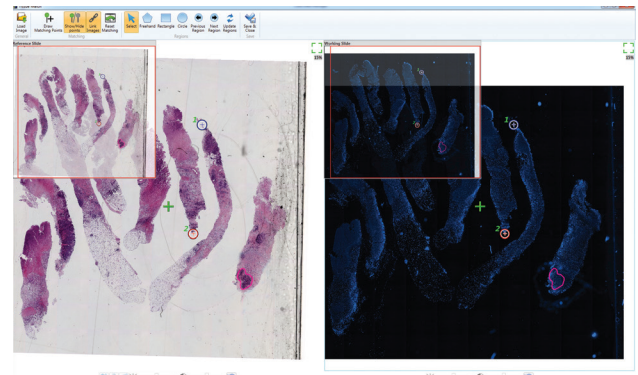 Load Image
Draw Matching Points
Show/Hide points
Link Images
Reset Matching
Select
Freehand
Rectangle
Circle
Previous Region
Next Region
Update Regions
Save & Close
General
Matching
Regions
Save
Reference Slide
Working Slide
1
2
1
2